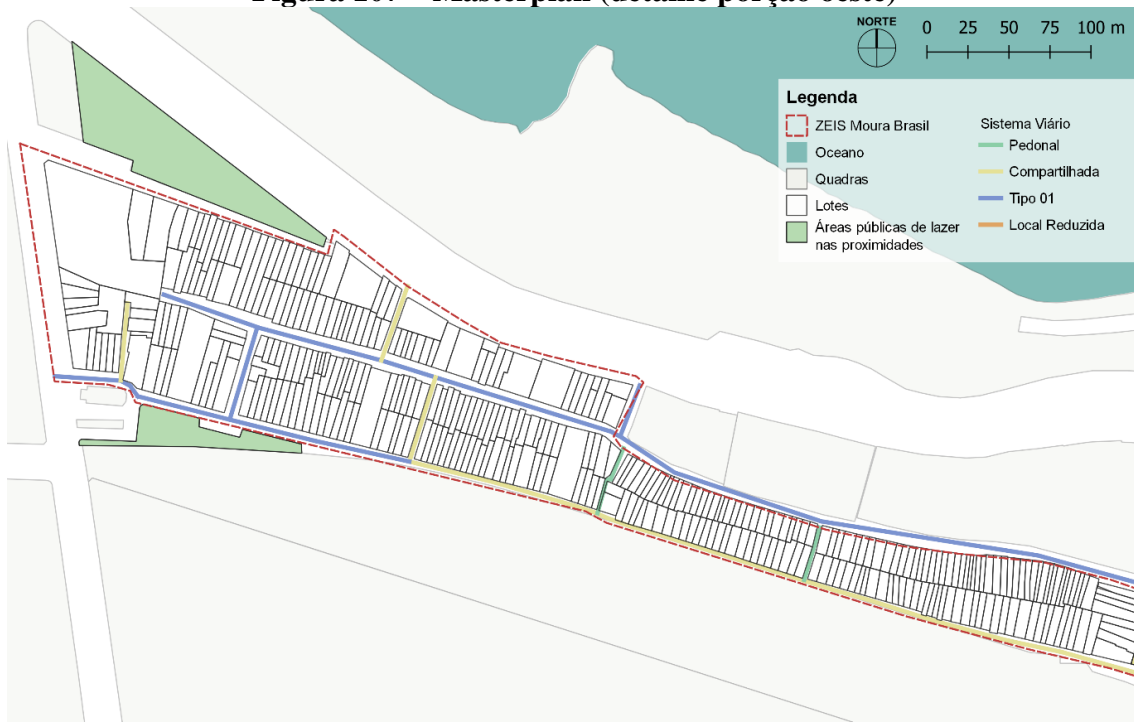 Masterplan (detalhe porção oeste)
NORTE
0 25 50 75 100 m
Legenda
ZEIS Moura Brasil
Oceano
Quadras
Lotes
Áreas públicas de lazer
nas proximidades
Sistema Viário
Pedonal
Compartilhada
Tipo 01
Local Reduzida